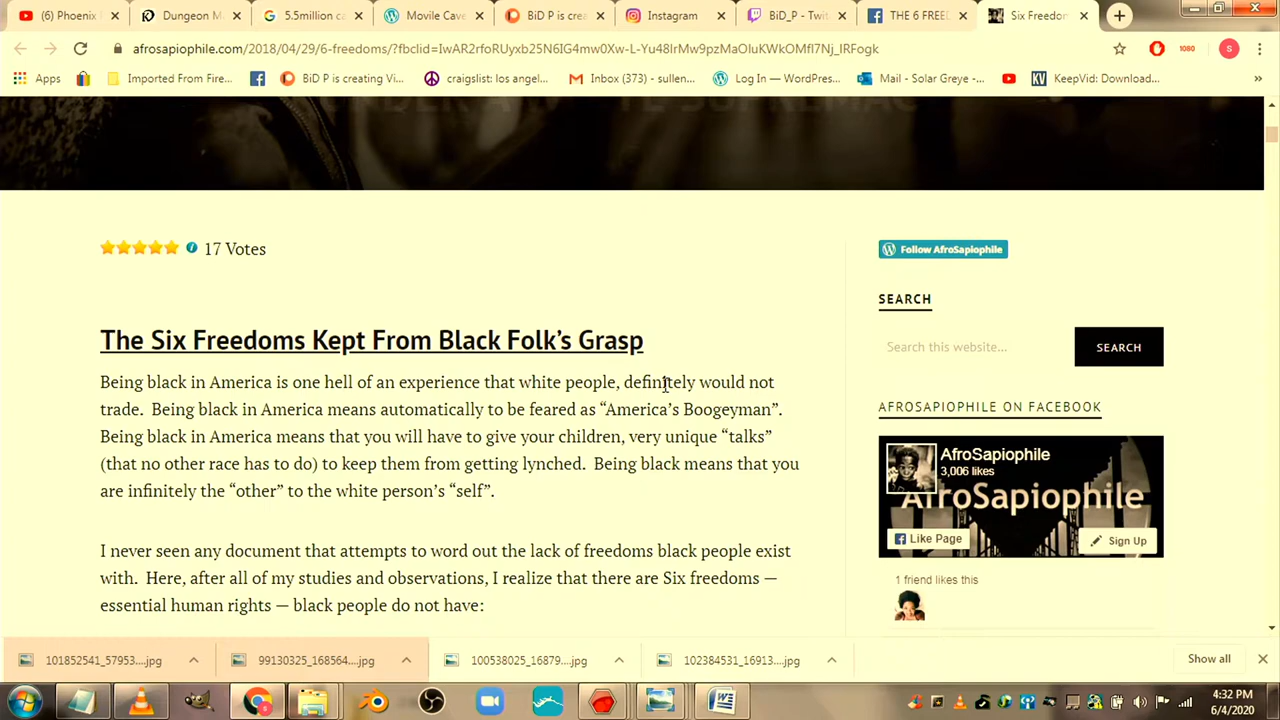 (6) Phoenix
Dungeon M
5.5million ca
Movile Cave
BiD P is crea
Instagram
BiD_P - Twit
THE 6 FREED
Six Freedom
afrosapiophile.com/2018/04/29/6-freedoms/?fbclid=IwAR2rfoRUyxb25N6IG4mw0Xw-L-Yu48IrMw9pzMaOluKWkOMfl7Nj_IRFogk
1080
S
Apps
Imported From Fire...
BiD P is creating Vi...
craigslist: los angel...
Inbox (373) - sullen...
Log In — WordPres...
Mail - Solar Greye -...
KV KeepVid: Download...
17 Votes
The Six Freedoms Kept From Black Folk's Grasp
Being black in America is one hell of an experience that white people, definitely would not
trade. Being black in America means automatically to be feared as “America's Boogeyman”.
Being black in America means that you will have to give your children, very unique “talks”
(that no other race has to do) to keep them from getting lynched. Being black means that you
are infinitely the “other” to the white person's “self”.
I never seen any document that attempts to word out the lack of freedoms black people exist
with. Here, after all of my studies and observations, I realize that there are Six freedoms —
essential human rights — black people do not have:
Follow AfroSapiophile
SEARCH
Search this website...
SEARCH
AFROSAPIOPHILE ON FACEBOOK
AfroSapiophile
3,006 likes
AfroSapiophile
Like Page
Sign Up
1 friend likes this
101852541_57953....jpg
99130325_168564....jpg
100538025_16879....jpg
102384531_16913....jpg
Show all
4:32 PM
6/4/2020